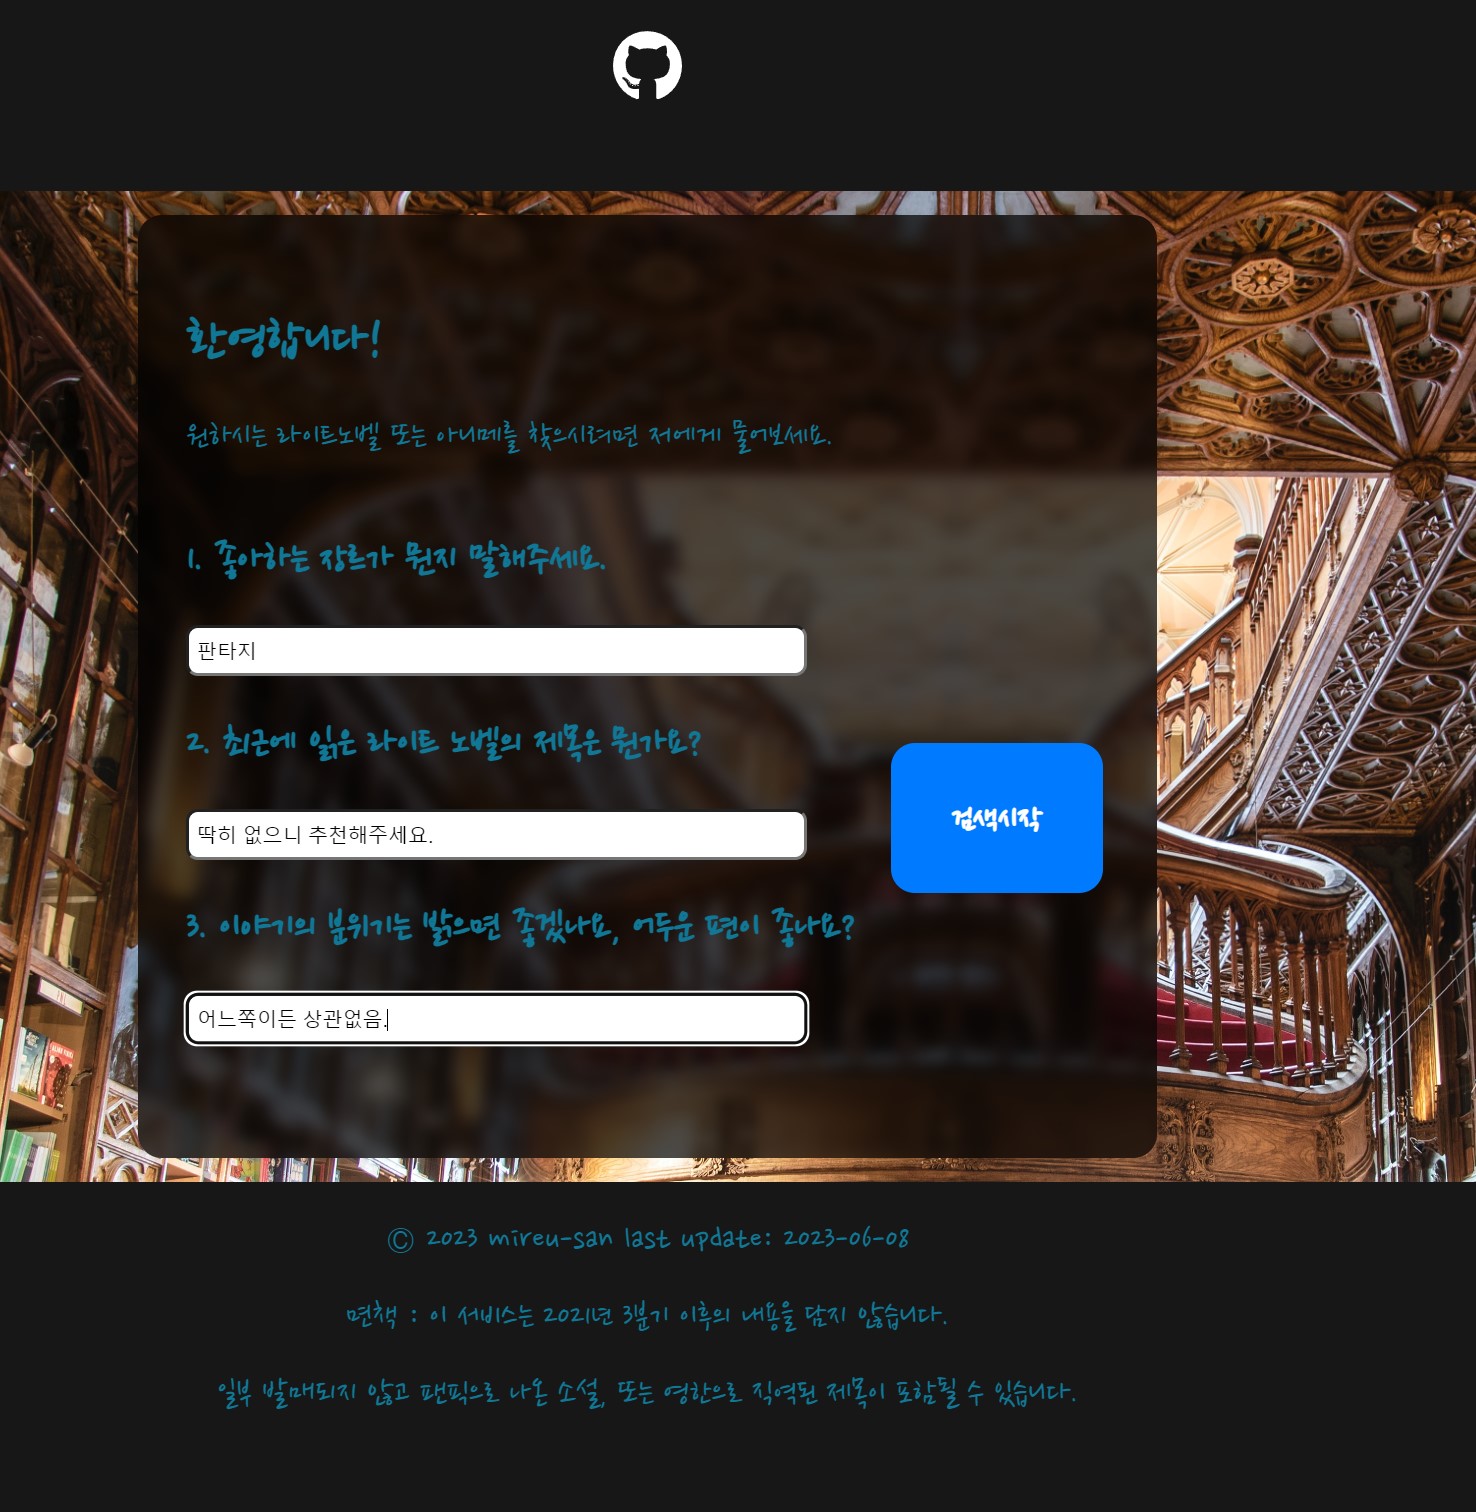 환영합니다!
원하시는 라이트노벨 또는 아니메를 찾으시려면 저에게 물어보세요.
1. 좋아하는 장르가 뭔지 말해주세요.
판타지
2. 최근에 읽은 라이트 노벨의 제목은 뭔가요?
딱히 없으니 추천해주세요.
검색시작
3. 이야기의 분위기는 밝으면 좋겠나요, 어두운 편이 좋나요?
어느쪽이든 상관없음.
Ⓒ 2023 mireu-san last update: 2023-06-08
면책 : 이 서비스는 2021년 3분기 이후의 내용을 담지 않습니다.
일부 발매되지 않고 팬픽으로 나온 소설, 또는 영한으로 직역된 제목이 포함될 수 있습니다.